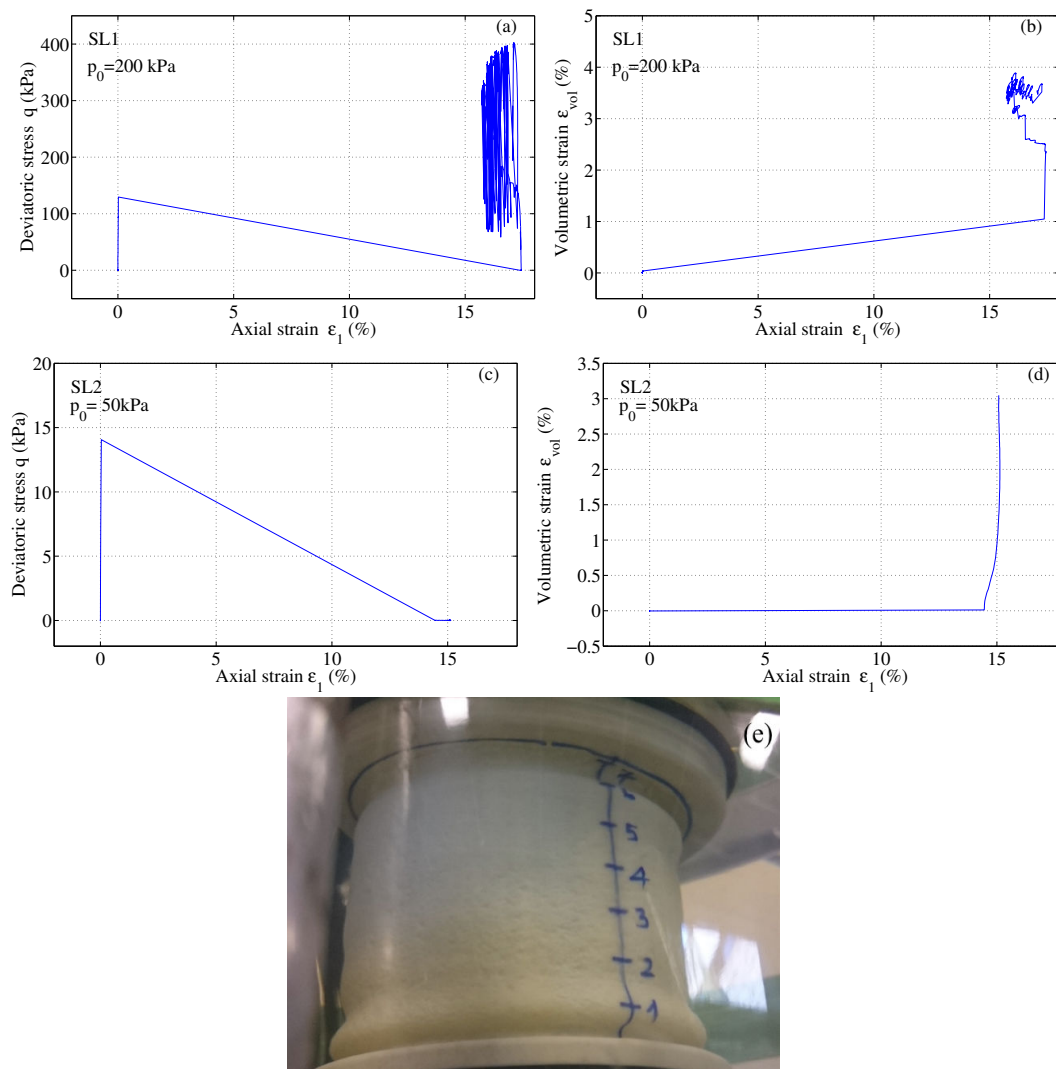 (a)
SL1
p₀=200 kPa
Deviatoric stress q (kPa)
400
300
200
100
0
0 5 10 15
Axial strain ε₁ (%)
(b)
SL1
p₀=200 kPa
Volumetric strain ε_vol (%)
5
4
3
2
1
0
0 5 10 15
Axial strain ε₁ (%)
(c)
SL2
p₀= 50kPa
Deviatoric stress q (kPa)
20
15
10
5
0
0 5 10 15
Axial strain ε₁ (%)
(d)
SL2
p₀= 50kPa
Volumetric strain ε_vol (%)
3.5
3
2.5
2
1.5
1
0.5
0
−0.5
0 5 10 15
Axial strain ε₁ (%)
(e)
7
6
5
4
3
2
1